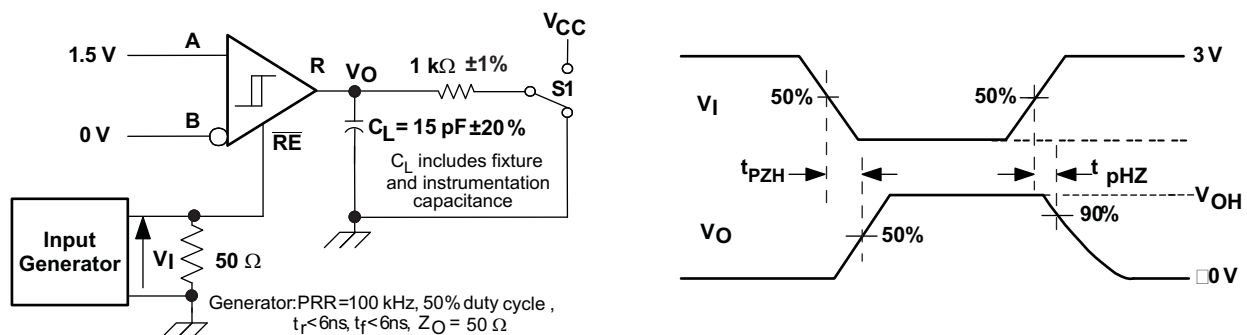 1.5 V
A
R
VO
1 kΩ ±1%
VCC
S1
0 V
B
RE
CL = 15 pF ±20%
CL includes fixture
and instrumentation
capacitance
Input
Generator
VI
50 Ω
Generator:PRR=100 kHz, 50% duty cycle ,
tr<6ns, tf<6ns, ZO = 50 Ω
3 V
VI
50%
50%
tPZH
t pHZ
VOH
90%
VO
50%
□0 V